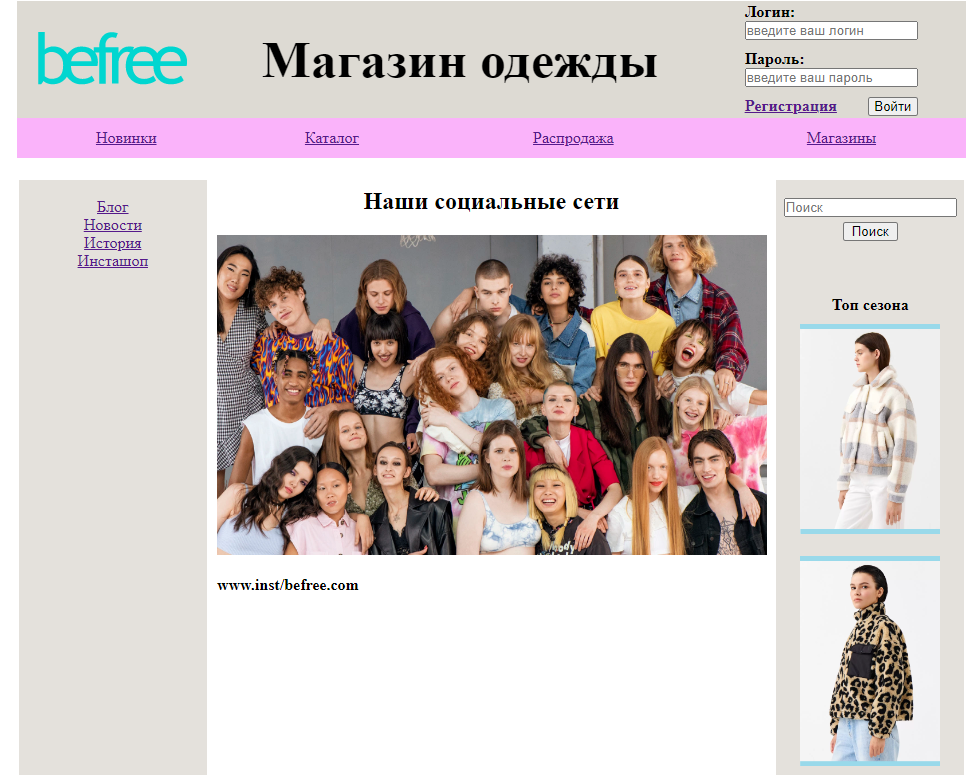 befree
Магазин одежды
Логин:
введите ваш логин
Пароль:
введите ваш пароль
Регистрация Войти
Новинки Каталог Распродажа Магазины
Блог
Новости
История
Инсташоп
Наши социальные сети
www.inst/befree.com
Поиск
Поиск
Топ сезона